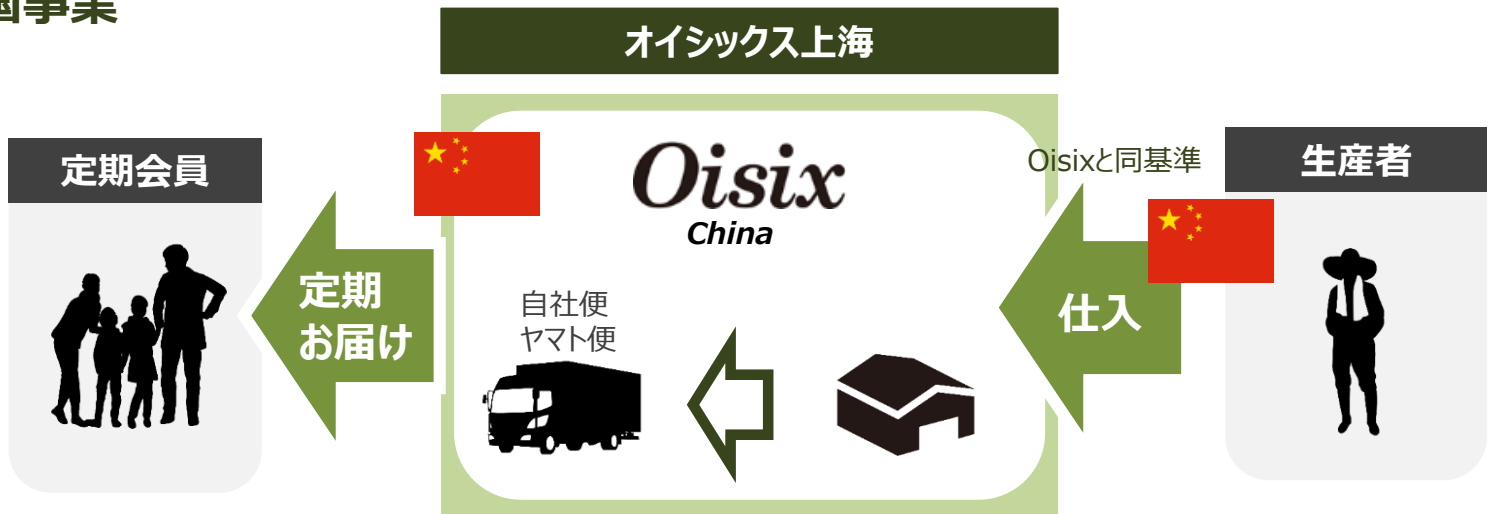 事業
オイシックス上海
定期会員
Oisix
China
Oisixと同基準
生産者
定期
お届け
自社便
ヤマト便
仕入